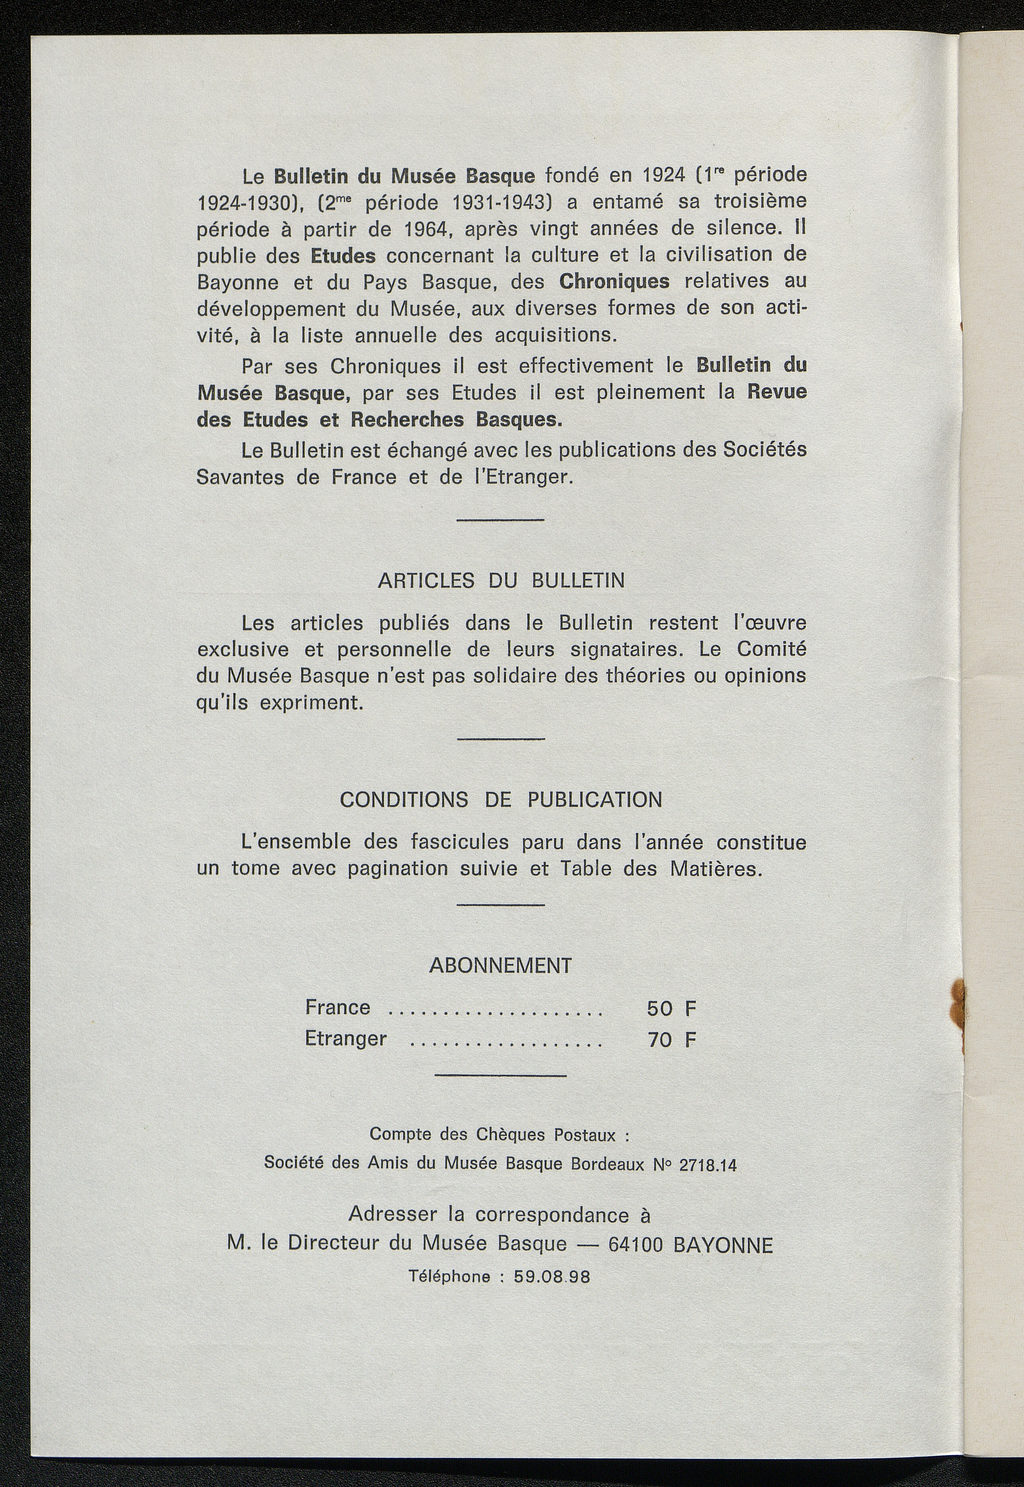 Le Bulletin du Musée Basque fondé en 1924 (1re période
1924-1930), (2me période 1931-1943) a entamé sa troisième
période à partir de 1964, après vingt années de silence. Il
publie des Etudes concernant la culture et la civilisation de
Bayonne et du Pays Basque, des Chroniques relatives au
développement du Musée, aux diverses formes de son acti-
vité, à la liste annuelle des acquisitions.
Par ses Chroniques il est effectivement le Bulletin du
Musée Basque, par ses Etudes il est pleinement la Revue
des Etudes et Recherches Basques.
Le Bulletin est échangé avec les publications des Sociétés
Savantes de France et de l'Etranger.
ARTICLES DU BULLETIN
Les articles publiés dans le Bulletin restent l'œuvre
exclusive et personnelle de leurs signataires. Le Comité
du Musée Basque n'est pas solidaire des théories ou opinions
qu'ils expriment.
CONDITIONS DE PUBLICATION
L'ensemble des fascicules paru dans l'année constitue
un tome avec pagination suivie et Table des Matières.
ABONNEMENT
France .................... 50 F
Etranger .................. 70 F
Compte des Chèques Postaux :
Société des Amis du Musée Basque Bordeaux No 2718.14
Adresser la correspondance à
M. le Directeur du Musée Basque — 64100 BAYONNE
Téléphone : 59.08.98